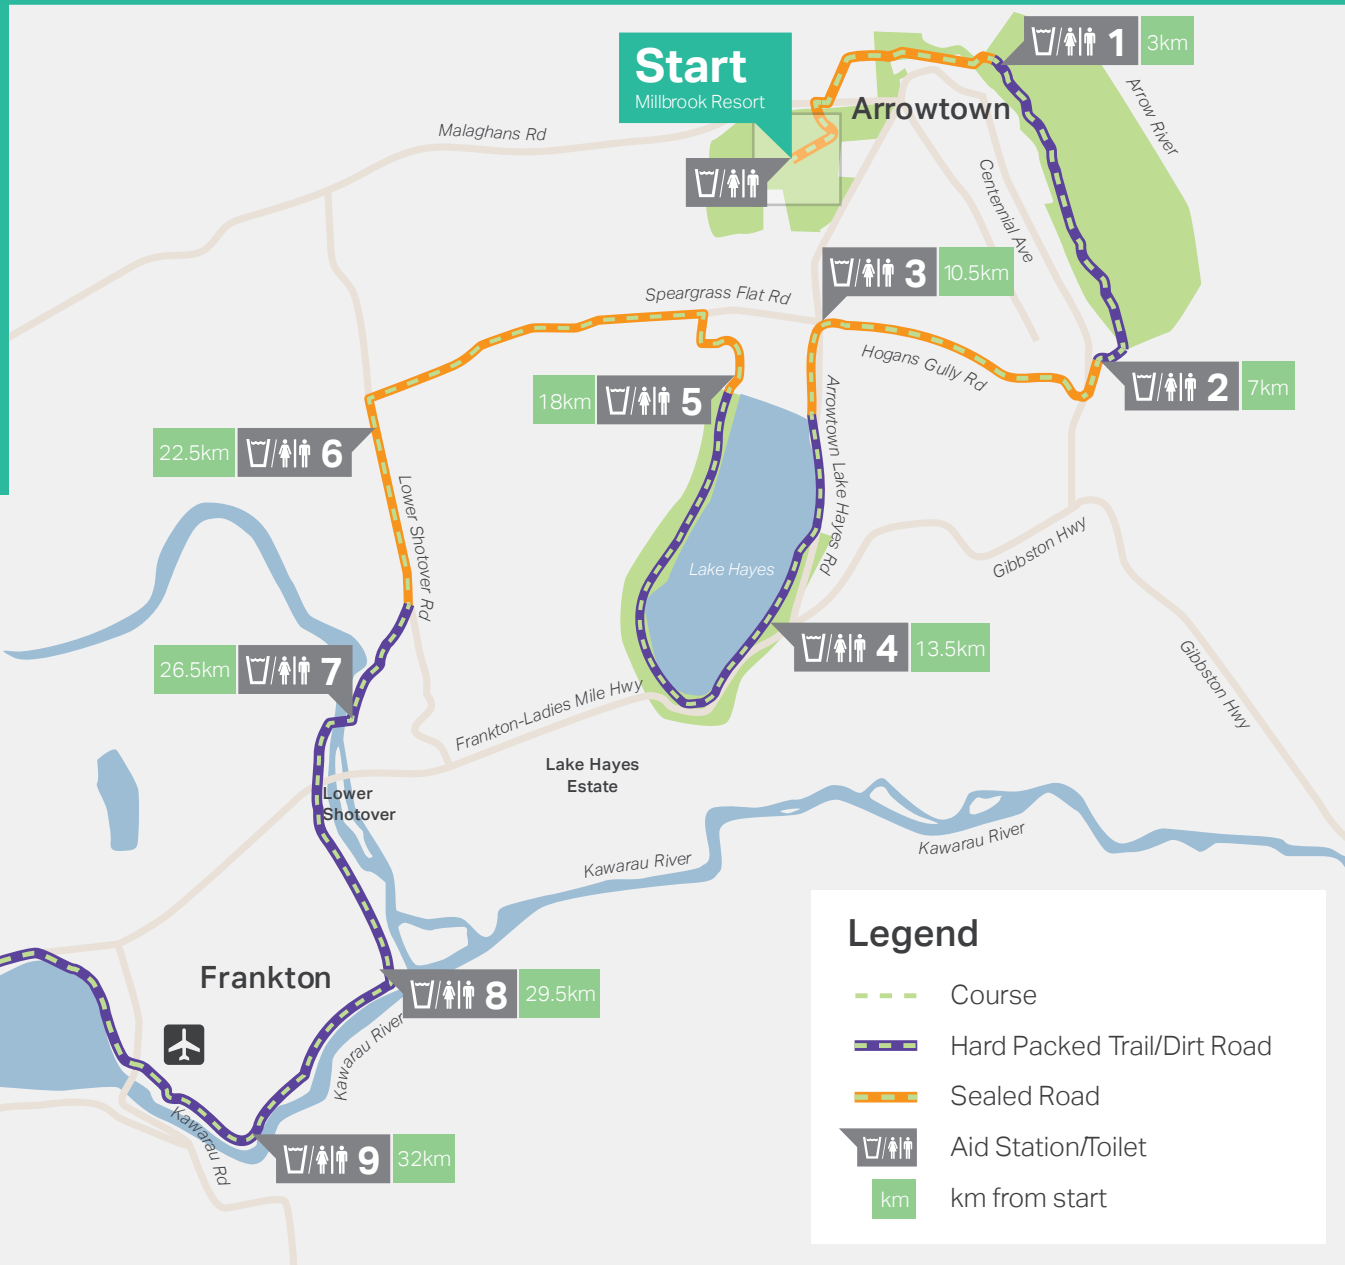 Start
Millbrook Resort
1 3km
Arrowtown
Arrow River
Malaghans Rd
Centennial Ave
3 10.5km
Speargrass Flat Rd
Hogans Gully Rd
2 7km
18km 5
Arrowtown Lake Hayes Rd
22.5km 6
Lower Shotover Rd
Gibbston Hwy
Lake Hayes
4 13.5km
26.5km 7
Gibbston Hwy
Frankton-Ladies Mile Hwy
Lake Hayes
Estate
Lower
Shotover
Kawarau River
Kawarau River
Frankton
8 29.5km
Kawarau River
Kawarau Rd
9 32km
Legend
Course
Hard Packed Trail/Dirt Road
Sealed Road
Aid Station/Toilet
km km from start